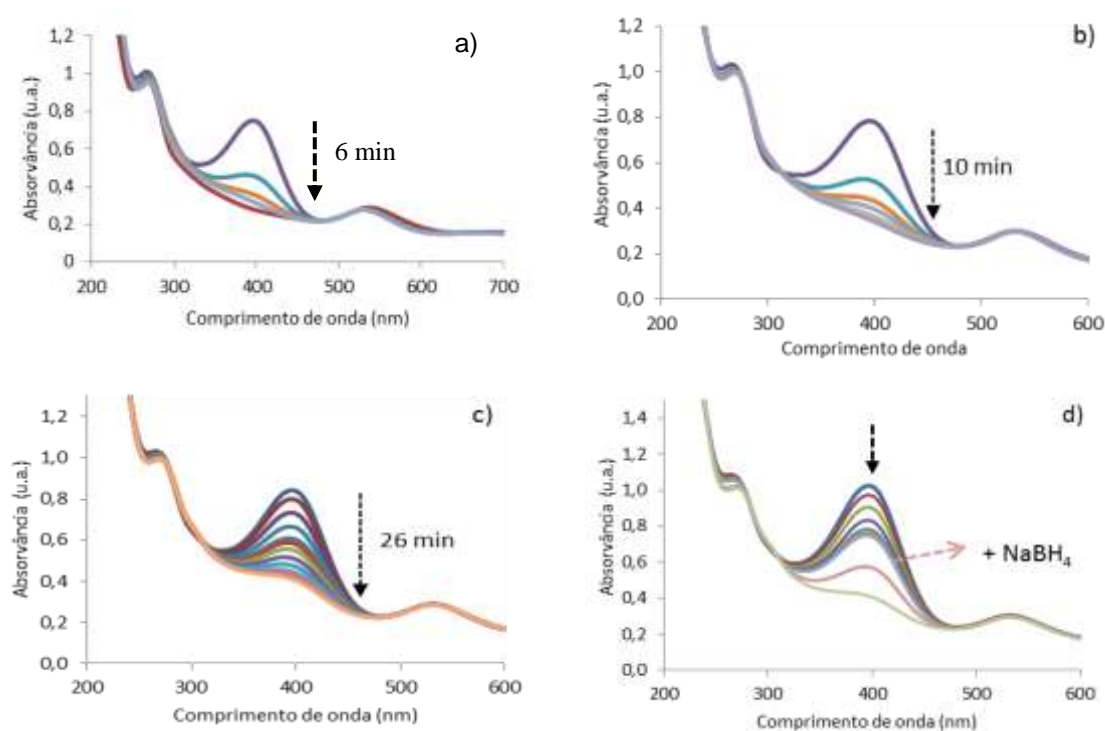 a)
1,2
1
0,8
0,6
0,4
0,2
0
Absorvância (u.a.)
6 min
200 300 400 500 600 700
Comprimento de onda (nm)
b)
1,2
1,0
0,8
0,6
0,4
0,2
0,0
Absorvância (u.a.)
10 min
200 300 400 500 600
Comprimento de onda
c)
1,2
1,0
0,8
0,6
0,4
0,2
0,0
Absorvância (u.a.)
26 min
200 300 400 500 600
Comprimento de onda (nm)
d)
1,4
1,2
1,0
0,8
0,6
0,4
0,2
0,0
Absorvância (u.a.)
+ NaBH₄
200 300 400 500 600
Comprimento de onda (nm)